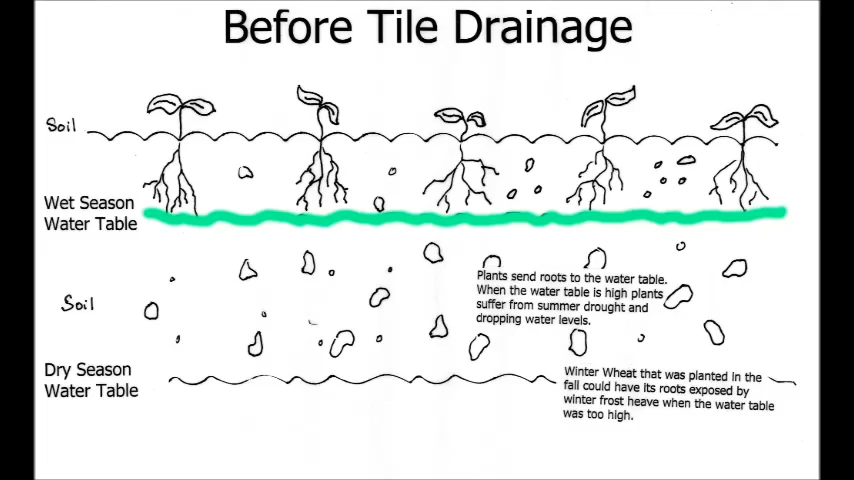 Before Tile Drainage
Soil
Wet Season
Water Table
Plants send roots to the water table.
When the water table is high plants
suffer from summer drought and
dropping water levels.
Soil
Dry Season
Water Table
Winter Wheat that was planted in the
fall could have its roots exposed by
winter frost heave when the water table
was too high.